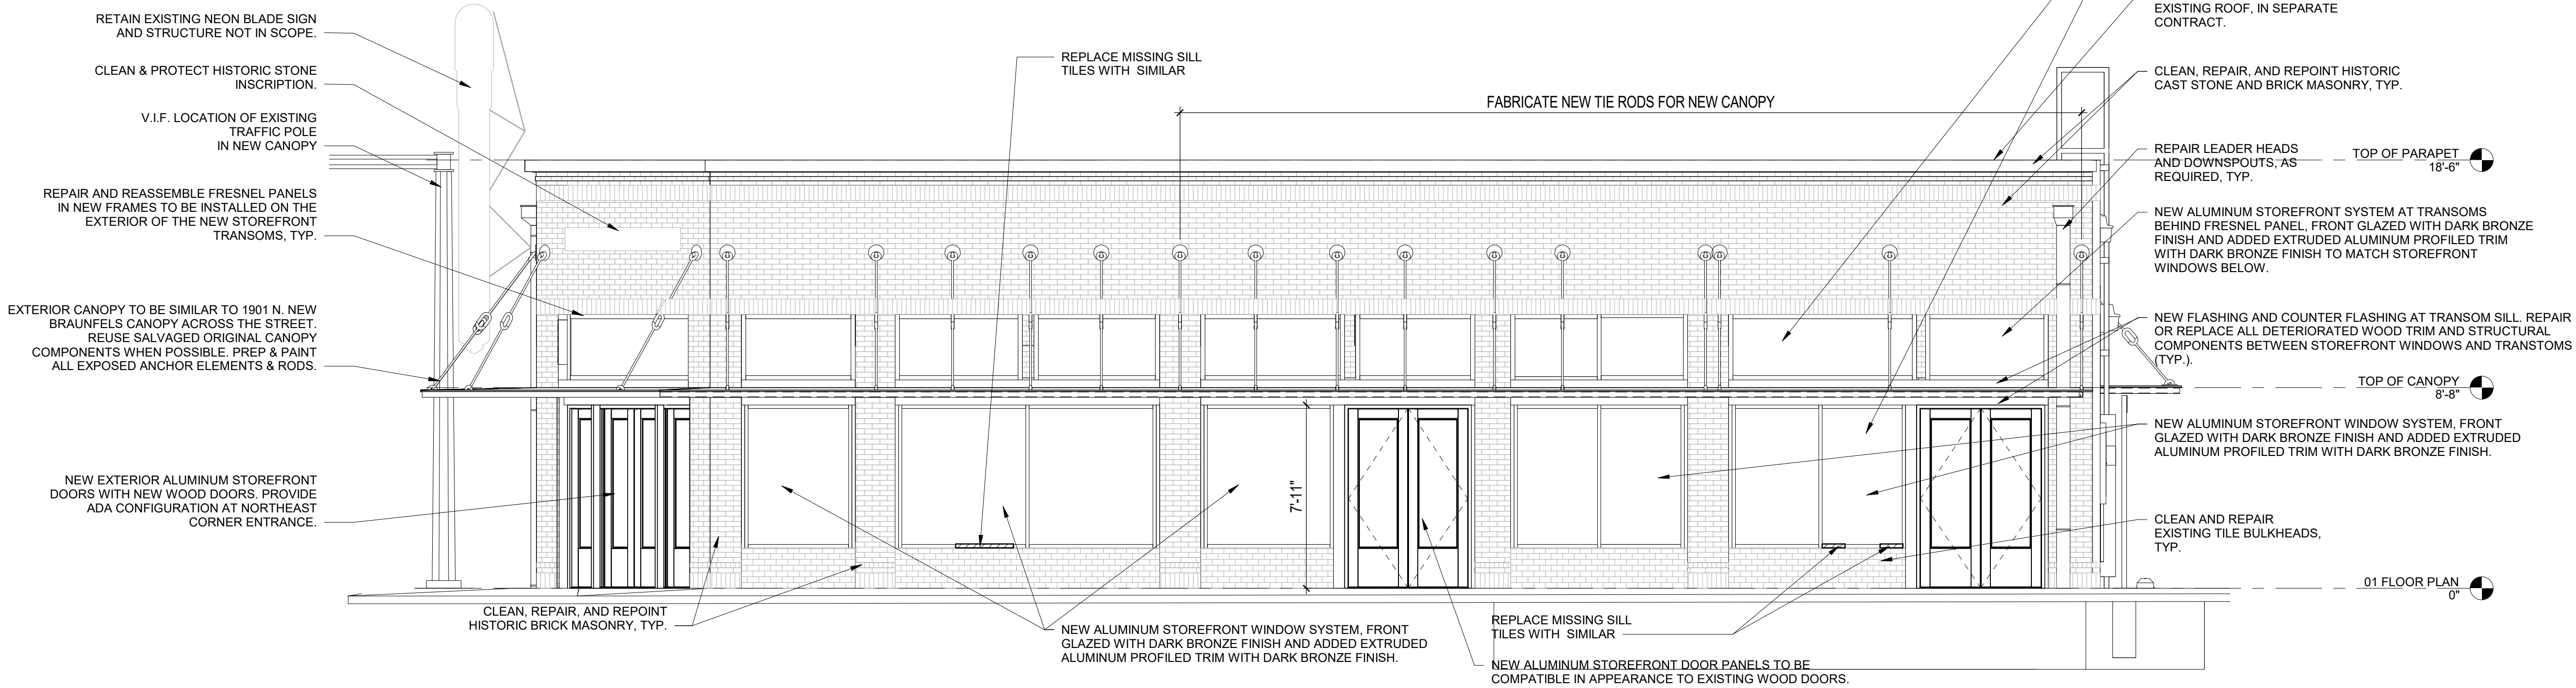 RETAIN EXISTING NEON BLADE SIGN
AND STRUCTURE NOT IN SCOPE.
CLEAN & PROTECT HISTORIC STONE
INSCRIPTION.
V.I.F. LOCATION OF EXISTING
TRAFFIC POLE
IN NEW CANOPY
REPAIR AND REASSEMBLE FRESNEL PANELS
IN NEW FRAMES TO BE INSTALLED ON THE
EXTERIOR OF THE NEW STOREFRONT
TRANSOMS, TYP.
EXTERIOR CANOPY TO BE SIMILAR TO 1901 N. NEW
BRAUNFELS CANOPY ACROSS THE STREET.
REUSE SALVAGED ORIGINAL CANOPY
COMPONENTS WHEN POSSIBLE. PREP & PAINT
ALL EXPOSED ANCHOR ELEMENTS & RODS.
NEW EXTERIOR ALUMINUM STOREFRONT
DOORS WITH NEW WOOD DOORS. PROVIDE
ADA CONFIGURATION AT NORTHEAST
CORNER ENTRANCE.
CLEAN, REPAIR, AND REPOINT
HISTORIC BRICK MASONRY, TYP.
REPLACE MISSING SILL
TILES WITH SIMILAR
FABRICATE NEW TIE RODS FOR NEW CANOPY
7'-11"
NEW ALUMINUM STOREFRONT WINDOW SYSTEM, FRONT
GLAZED WITH DARK BRONZE FINISH AND ADDED EXTRUDED
ALUMINUM PROFILED TRIM WITH DARK BRONZE FINISH.
REPLACE MISSING SILL
TILES WITH SIMILAR
NEW ALUMINUM STOREFRONT DOOR PANELS TO BE
COMPATIBLE IN APPEARANCE TO EXISTING WOOD DOORS.
EXISTING ROOF, IN SEPARATE
CONTRACT.
CLEAN, REPAIR, AND REPOINT HISTORIC
CAST STONE AND BRICK MASONRY, TYP.
REPAIR LEADER HEADS
AND DOWNSPOUTS, AS
REQUIRED, TYP.
TOP OF PARAPET
18'-6"
NEW ALUMINUM STOREFRONT SYSTEM AT TRANSOMS
BEHIND FRESNEL PANEL, FRONT GLAZED WITH DARK BRONZE
FINISH AND ADDED EXTRUDED ALUMINUM PROFILED TRIM
WITH DARK BRONZE FINISH TO MATCH STOREFRONT
WINDOWS BELOW.
NEW FLASHING AND COUNTER FLASHING AT TRANSOM SILL. REPAIR
OR REPLACE ALL DETERIORATED WOOD TRIM AND STRUCTURAL
COMPONENTS BETWEEN STOREFRONT WINDOWS AND TRANSTOMS
(TYP.).
TOP OF CANOPY
8'-8"
NEW ALUMINUM STOREFRONT WINDOW SYSTEM, FRONT
GLAZED WITH DARK BRONZE FINISH AND ADDED EXTRUDED
ALUMINUM PROFILED TRIM WITH DARK BRONZE FINISH.
CLEAN AND REPAIR
EXISTING TILE BULKHEADS,
TYP.
01 FLOOR PLAN
0"